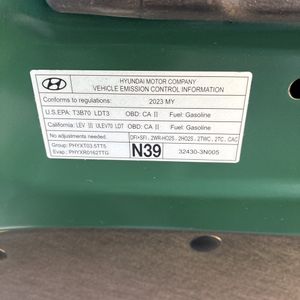 HYUNDAI MOTOR COMPANY
VEHICLE EMISSION CONTROL INFORMATION
Conforms to regulations: 2023 MY
U.S.EPA: T3B70 LDT3 OBD: CA II Fuel: Gasoline
California: LEV III ULEV70 LDT OBD: CA II Fuel: Gasoline
No adjustments needed. DFI+SFI, 2WR-HO2S, 2HO2S, 2TWC, 2TC, CAC
Group: PHYXT03.5TT5
Evap: PHYXR0162TTG N39 32430-3N005